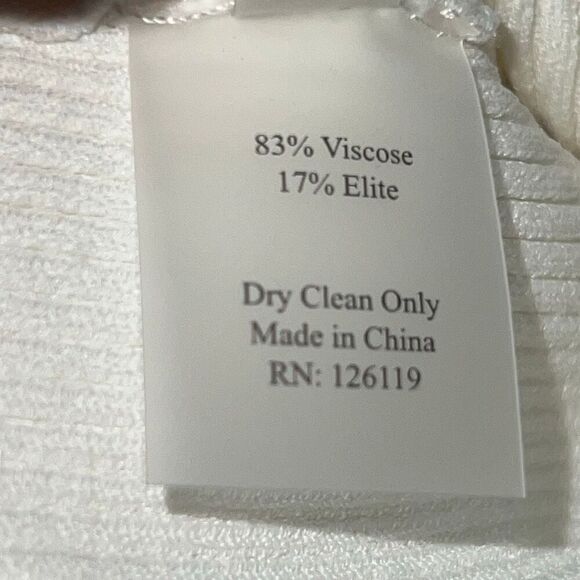 83% Viscose
17% Elite
Dry Clean Only
Made in China
RN: 126119